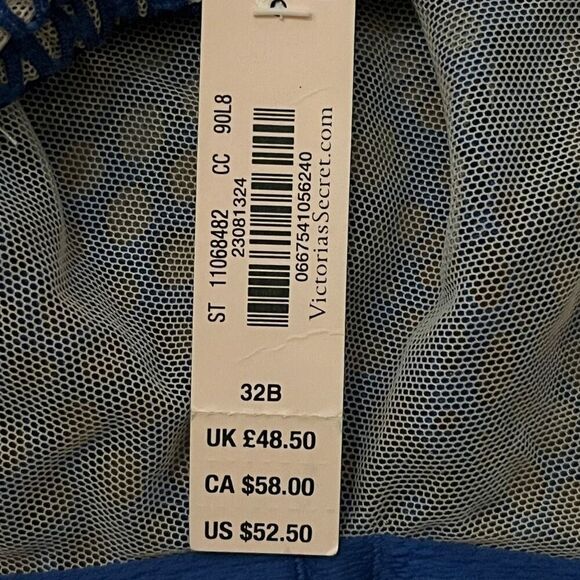 ST 11068482 CC 90L8
23081324
0667541056240
VictoriasSecret.com
32B
UK £48.50
CA $58.00
US $52.50